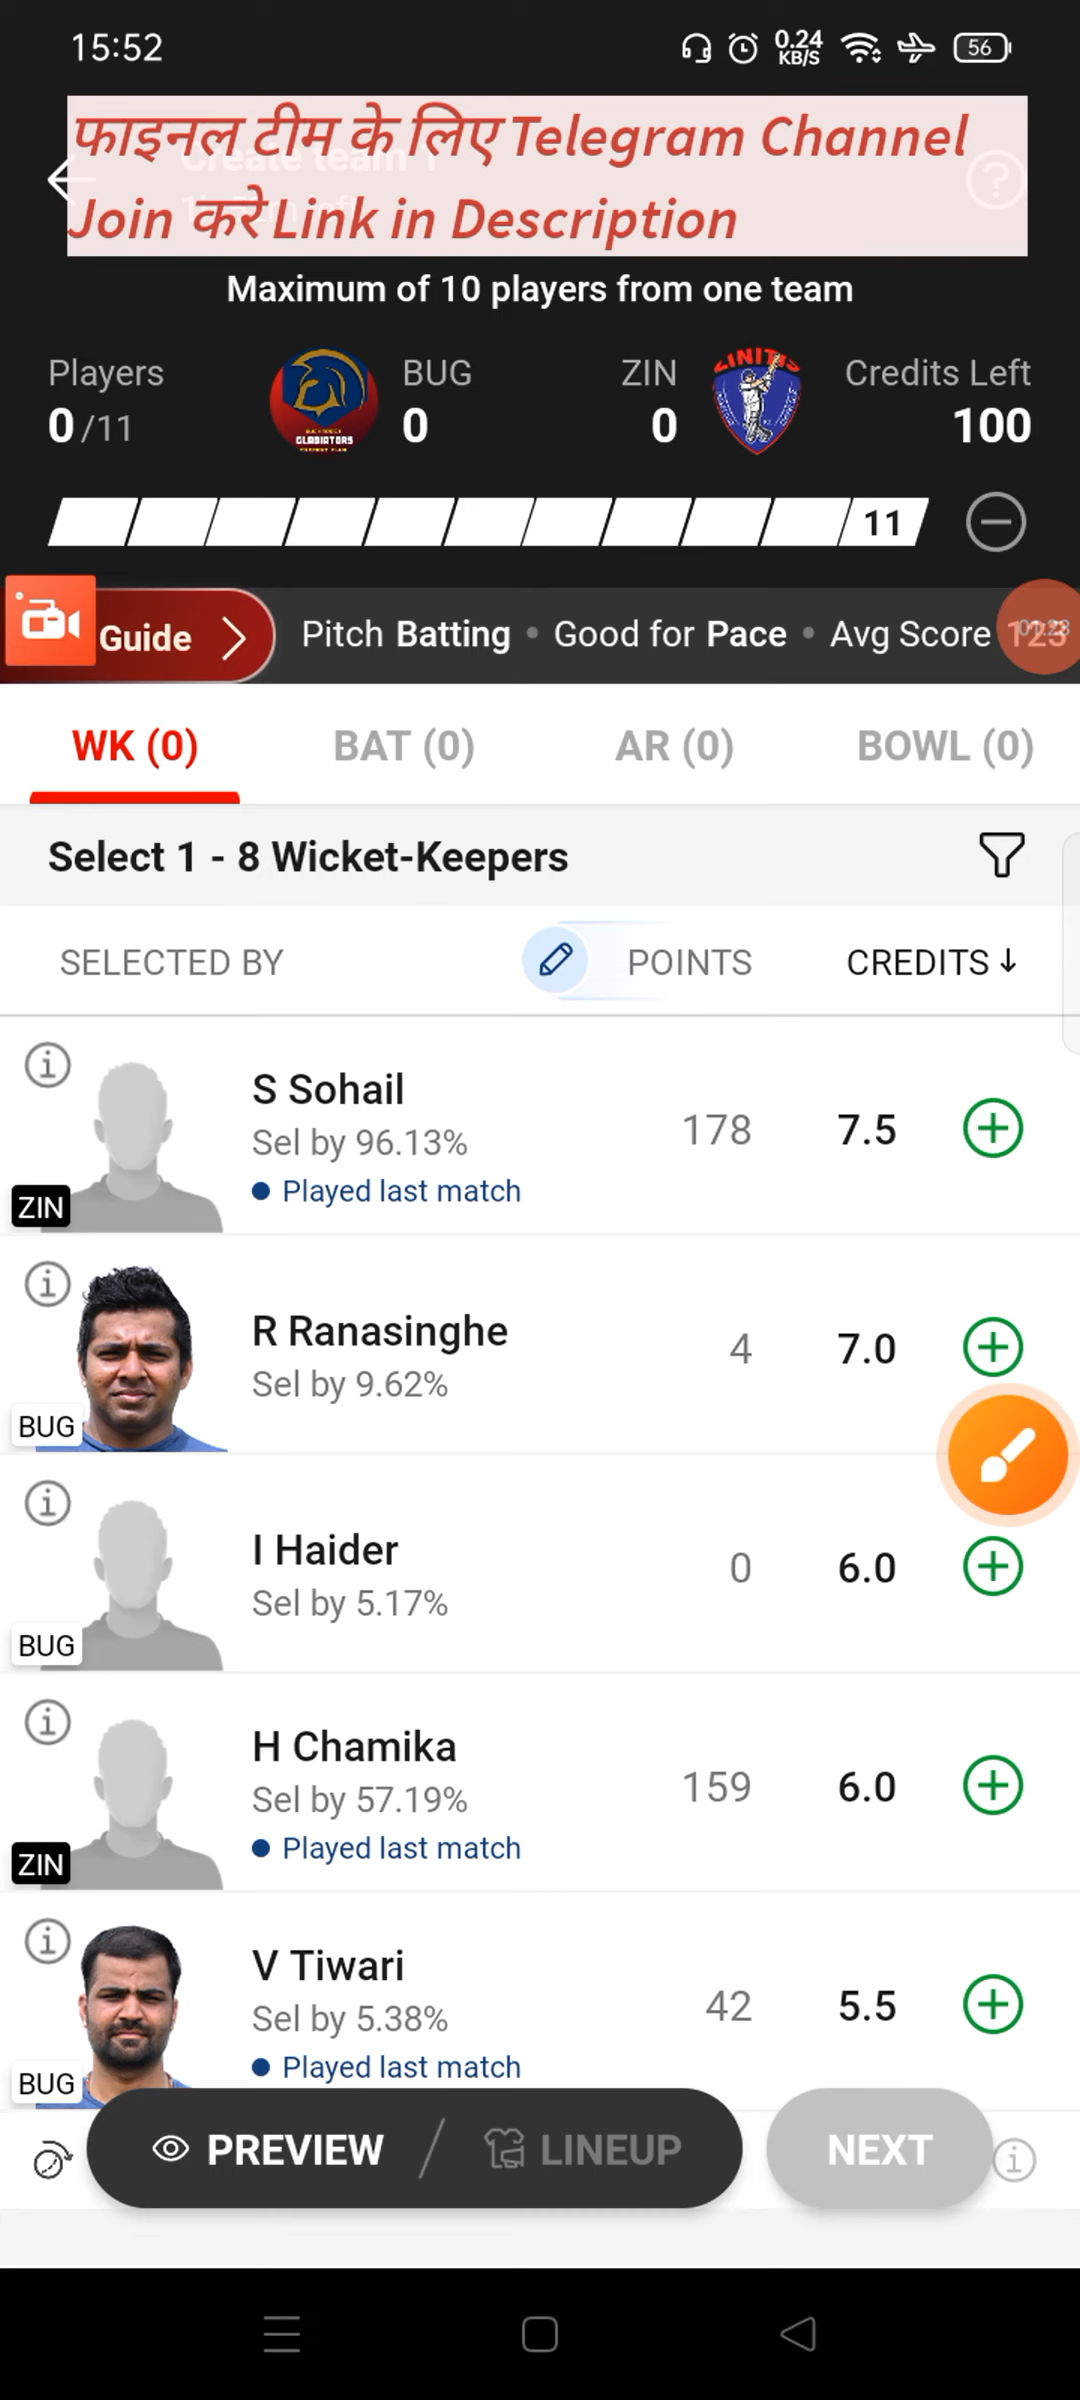 15:52
0.24
KB/S
56
फाइनल टीम के लिए Telegram Channel
Create team 1
Join करे Link in Description
Maximum of 10 players from one team
Players
BUG
ZIN
Credits Left
0/11
0
0
100
GLADIATORS
11
Guide
Pitch Batting • Good for Pace • Avg Score 123
WK (0)
BAT (0)
AR (0)
BOWL (0)
Select 1 - 8 Wicket-Keepers
SELECTED BY
POINTS
CREDITS ↓
S Sohail
Sel by 96.13%
Played last match
ZIN
178
7.5
R Ranasinghe
Sel by 9.62%
BUG
4
7.0
I Haider
Sel by 5.17%
BUG
0
6.0
H Chamika
Sel by 57.19%
Played last match
ZIN
159
6.0
V Tiwari
Sel by 5.38%
Played last match
BUG
42
5.5
PREVIEW
LINEUP
NEXT